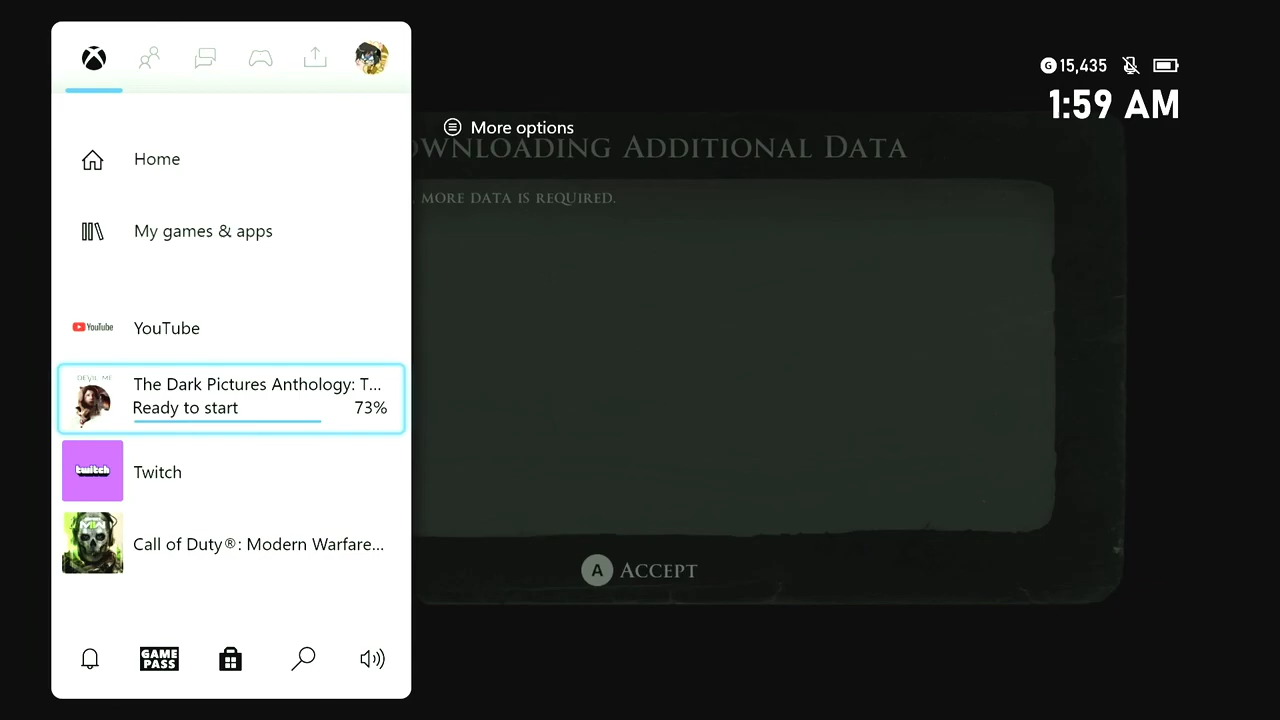 G 15,435
1:59 AM
More options
OWNLOADING ADDITIONAL DATA
MORE DATA IS REQUIRED.
Home
My games & apps
YouTube
YouTube
DEVIL ME
The Dark Pictures Anthology: T...
Ready to start 73%
twitch
Twitch
MW
Call of Duty®: Modern Warfare...
A ACCEPT
GAME
PASS